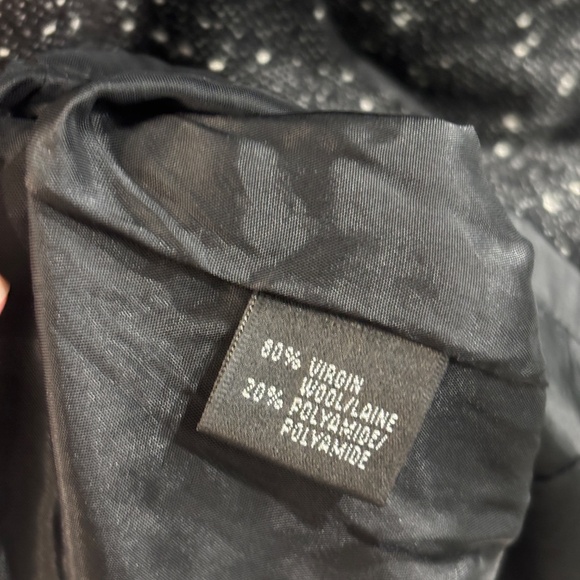 80% VIRGIN
WOOL/LAINE
20% POLYAMIDE/
POLYAMIDE